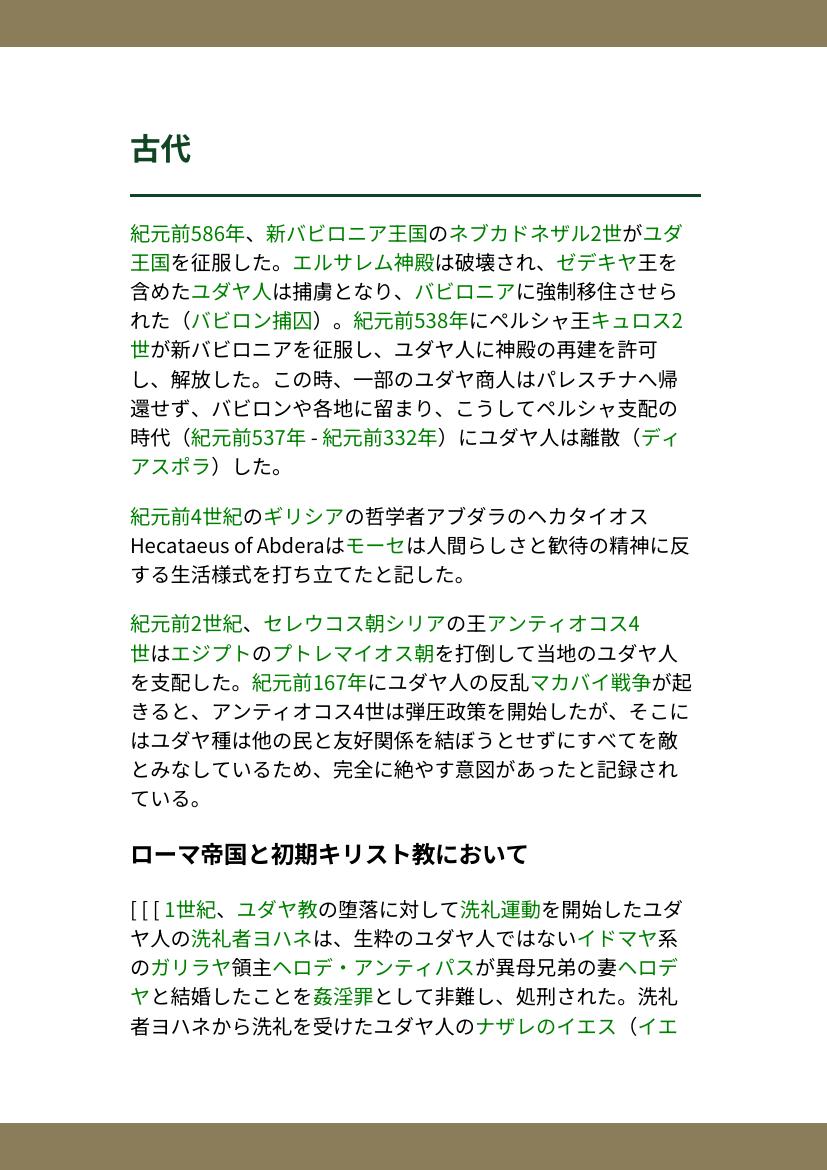 古代
紀元前586年、新バビロニア王国のネブカドネザル2世がユダ
王国を征服した。エルサレム神殿は破壊され、ゼデキヤ王を
含めたユダヤ人は捕虜となり、バビロニアに強制移住させら
れた（バビロン捕囚）。紀元前538年にペルシャ王キュロス2
世が新バビロニアを征服し、ユダヤ人に神殿の再建を許可
し、解放した。この時、一部のユダヤ商人はパレスチナへ帰
還せず、バビロンや各地に留まり、こうしてペルシャ支配の
時代（紀元前537年 - 紀元前332年）にユダヤ人は離散（ディ
アスポラ）した。
紀元前4世紀のギリシアの哲学者アブダラのヘカタイオス
Hecataeus of Abderaはモーセは人間らしさと歓待の精神に反
する生活様式を打ち立てたと記した。
紀元前2世紀、セレウコス朝シリアの王アンティオコス4
世はエジプトのプトレマイオス朝を打倒して当地のユダヤ人
を支配した。紀元前167年にユダヤ人の反乱マカバイ戦争が起
きると、アンティオコス4世は弾圧政策を開始したが、そこに
はユダヤ種は他の民と友好関係を結ぼうとせずにすべてを敵
とみなしているため、完全に絶やす意図があったと記録され
ている。
ローマ帝国と初期キリスト教において
[ [ [ 1世紀、ユダヤ教の堕落に対して洗礼運動を開始したユダ
ヤ人の洗礼者ヨハネは、生粋のユダヤ人ではないイドマヤ系
のガリラヤ領主ヘロデ・アンティパスが異母兄弟の妻ヘロデ
ヤと結婚したことを姦淫罪として非難し、処刑された。洗礼
者ヨハネから洗礼を受けたユダヤ人のナザレのイエス（イエ